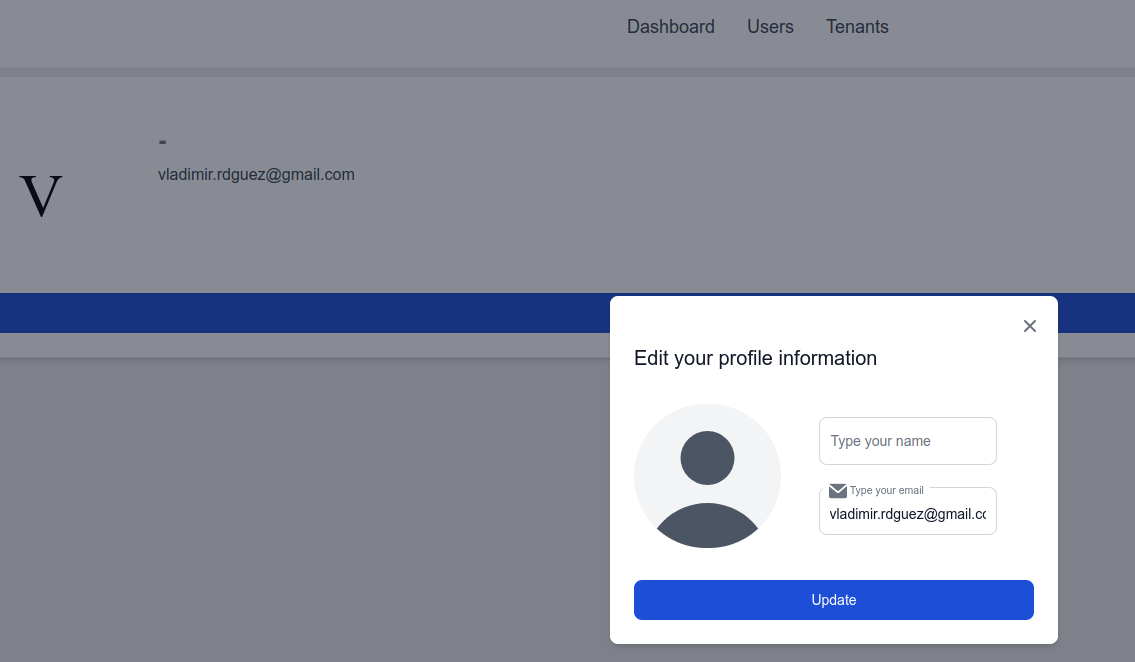 Dashboard Users Tenants
-
vladimir.rdguez@gmail.com
V
Edit your profile information
Type your name
Type your email
vladimir.rdguez@gmail.cc
Update